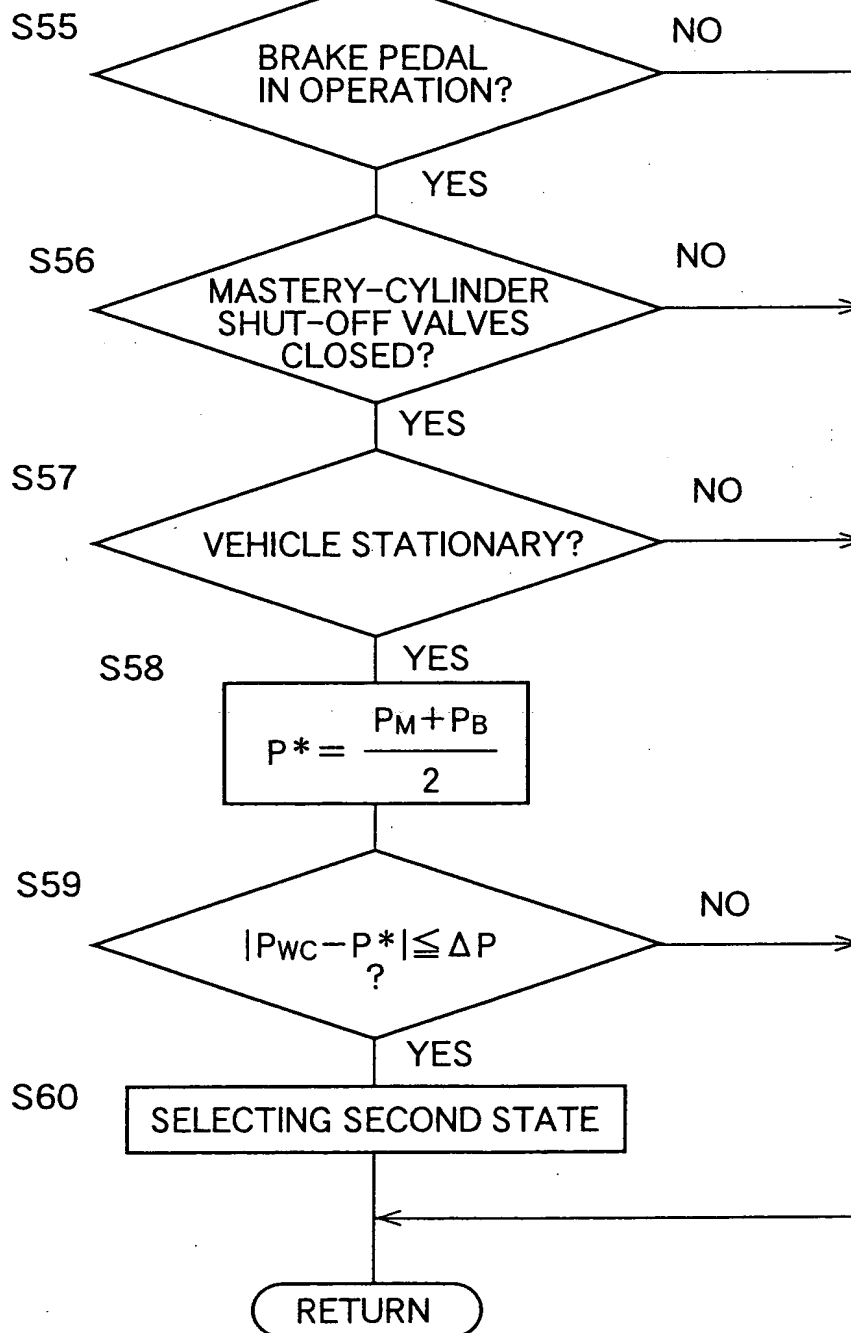 S55
BRAKE PEDAL
IN OPERATION?
NO
YES
S56
MASTERY-CYLINDER
SHUT-OFF VALVES
CLOSED?
NO
YES
S57
VEHICLE STATIONARY?
NO
YES
S58
P* = PM+PB / 2
S59
|PWC-P*|≦ΔP
?
NO
YES
S60
SELECTING SECOND STATE
RETURN